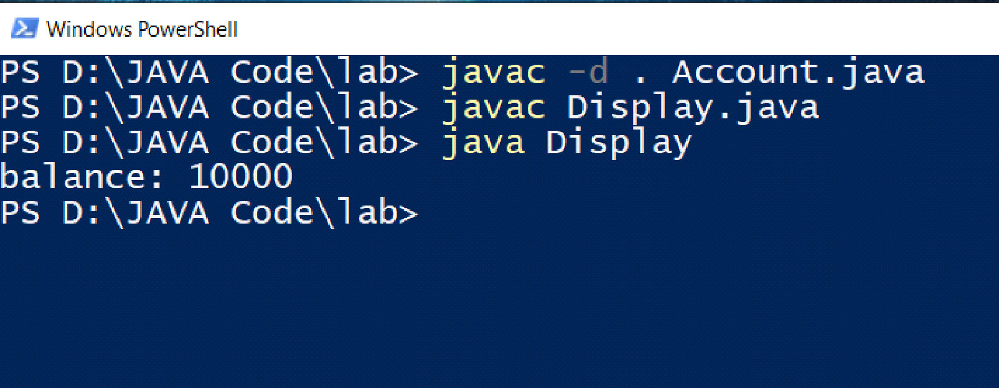 Windows PowerShell
PS D:\JAVA Code\lab> javac -d . Account.java
PS D:\JAVA Code\lab> javac Display.java
PS D:\JAVA Code\lab> java Display
balance: 10000
PS D:\JAVA Code\lab>